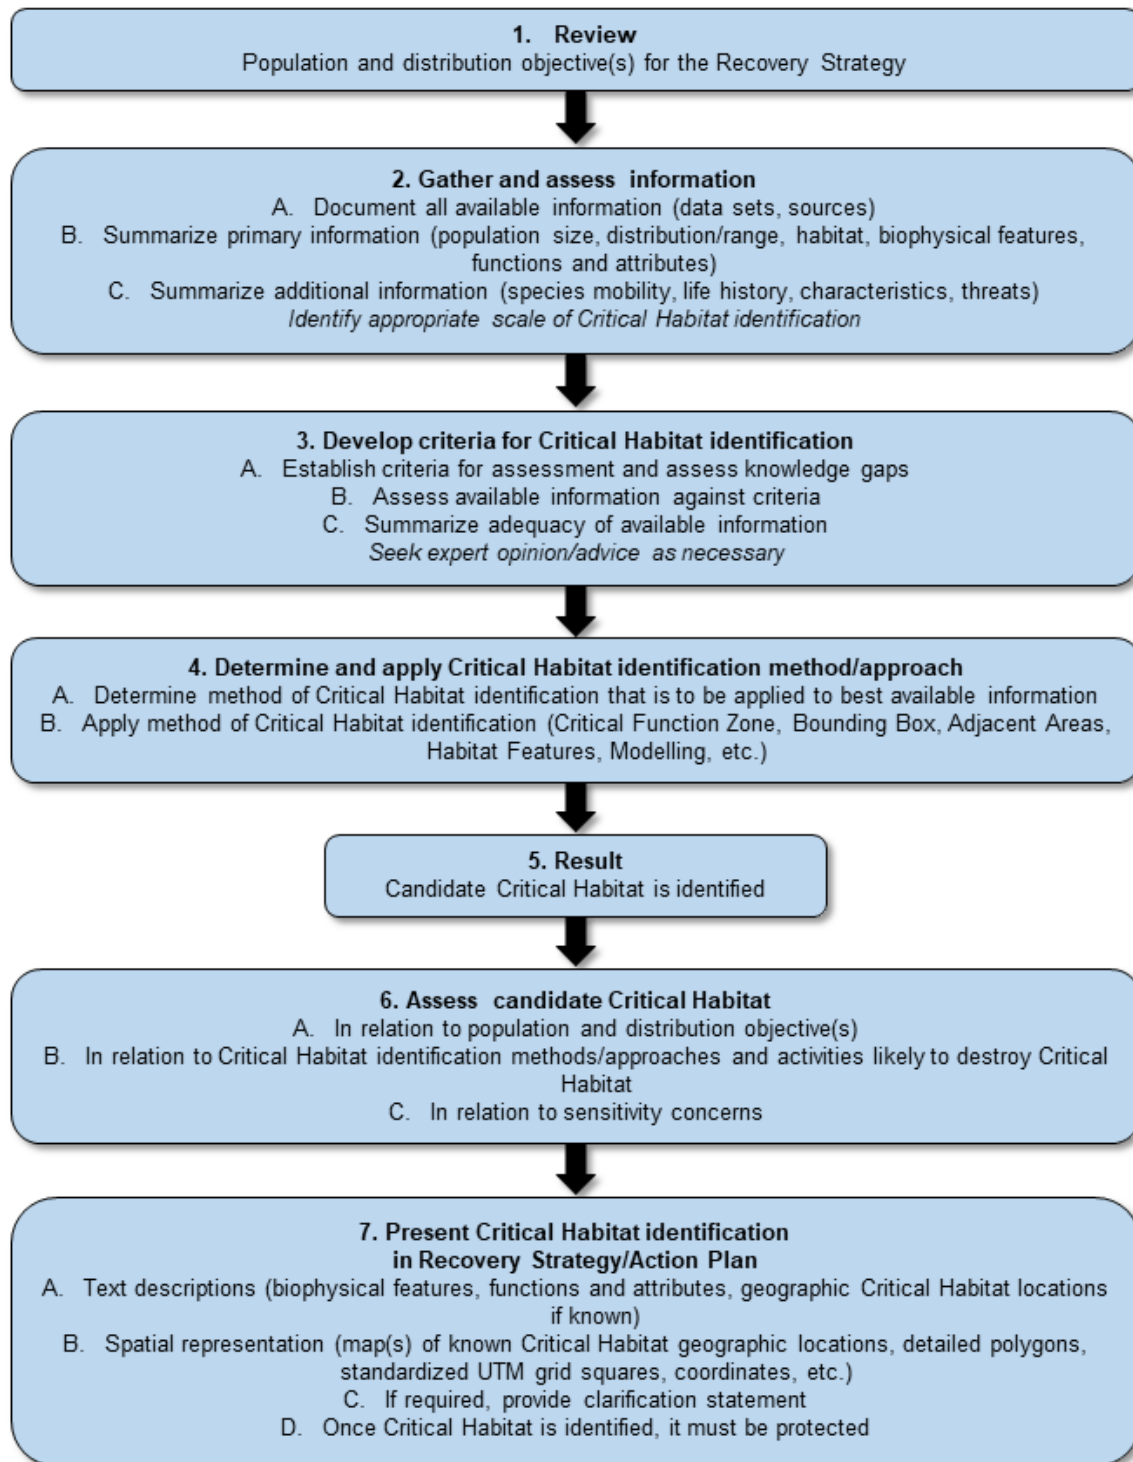 1. Review
Population and distribution objective(s) for the Recovery Strategy
2. Gather and assess information
A. Document all available information (data sets, sources)
B. Summarize primary information (population size, distribution/range, habitat, biophysical features,
functions and attributes)
C. Summarize additional information (species mobility, life history, characteristics, threats)
Identify appropriate scale of Critical Habitat identification
3. Develop criteria for Critical Habitat identification
A. Establish criteria for assessment and assess knowledge gaps
B. Assess available information against criteria
C. Summarize adequacy of available information
Seek expert opinion/advice as necessary
4. Determine and apply Critical Habitat identification method/approach
A. Determine method of Critical Habitat identification that is to be applied to best available information
B. Apply method of Critical Habitat identification (Critical Function Zone, Bounding Box, Adjacent Areas,
Habitat Features, Modelling, etc.)
5. Result
Candidate Critical Habitat is identified
6. Assess candidate Critical Habitat
A. In relation to population and distribution objective(s)
B. In relation to Critical Habitat identification methods/approaches and activities likely to destroy Critical
Habitat
C. In relation to sensitivity concerns
7. Present Critical Habitat identification
in Recovery Strategy/Action Plan
A. Text descriptions (biophysical features, functions and attributes, geographic Critical Habitat locations
if known)
B. Spatial representation (map(s) of known Critical Habitat geographic locations, detailed polygons,
standardized UTM grid squares, coordinates, etc.)
C. If required, provide clarification statement
D. Once Critical Habitat is identified, it must be protected